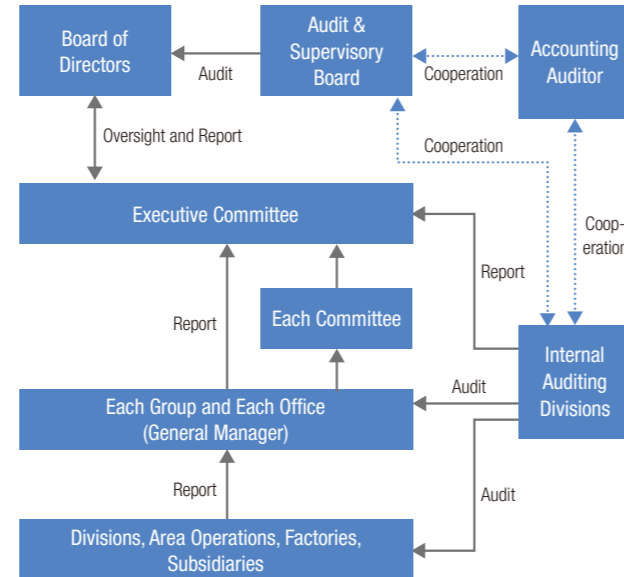 Board of
Directors
Audit
Audit &
Supervisory
Board
Cooperation
Accounting
Auditor
Oversight and Report
Cooperation
Executive Committee
Coop-
eration
Report
Report
Each Committee
Internal
Auditing
Divisions
Each Group and Each Office
(General Manager)
Audit
Report
Audit
Divisions, Area Operations, Factories,
Subsidiaries